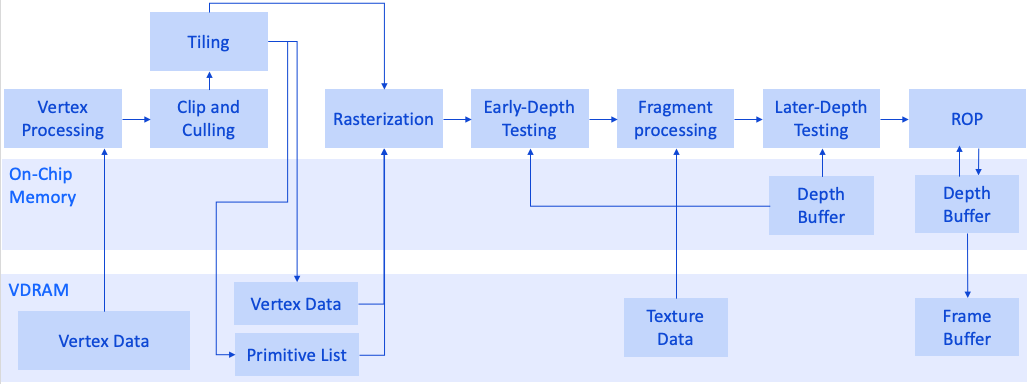 Tiling
Vertex
Processing
Clip and
Culling
Rasterization
Early-Depth
Testing
Fragment
processing
Later-Depth
Testing
ROP
On-Chip
Memory
Depth
Buffer
Depth
Buffer
VDRAM
Vertex Data
Vertex Data
Primitive List
Texture
Data
Frame
Buffer